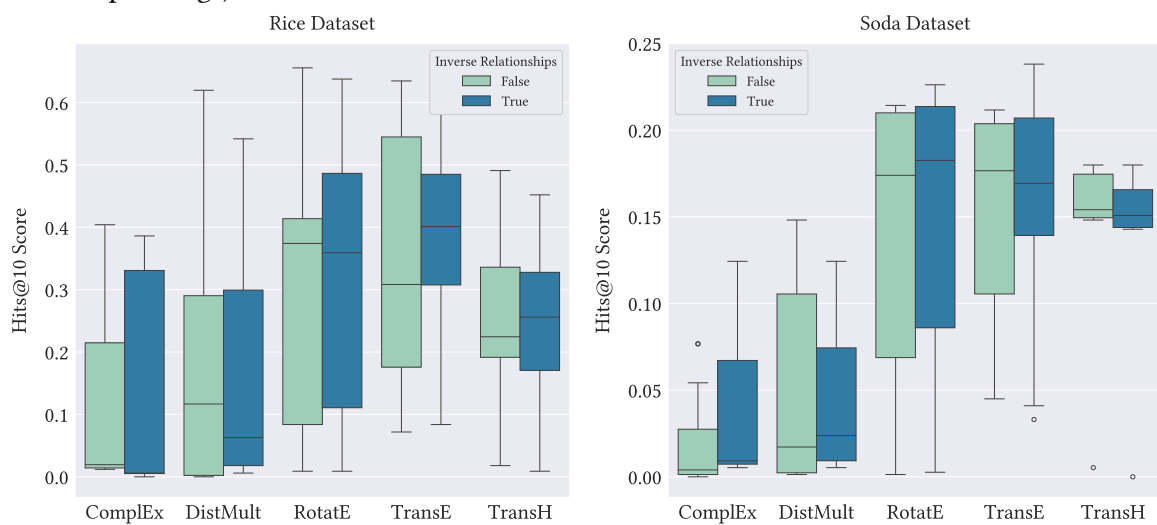 Rice Dataset
Inverse Relationships
False
True
Hits@10 Score
0.6
0.5
0.4
0.3
0.2
0.1
0.0
ComplEx DistMult RotatE TransE TransH
Soda Dataset
Inverse Relationships
False
True
Hits@10 Score
0.25
0.20
0.15
0.10
0.05
0.00
ComplEx DistMult RotatE TransE TransH